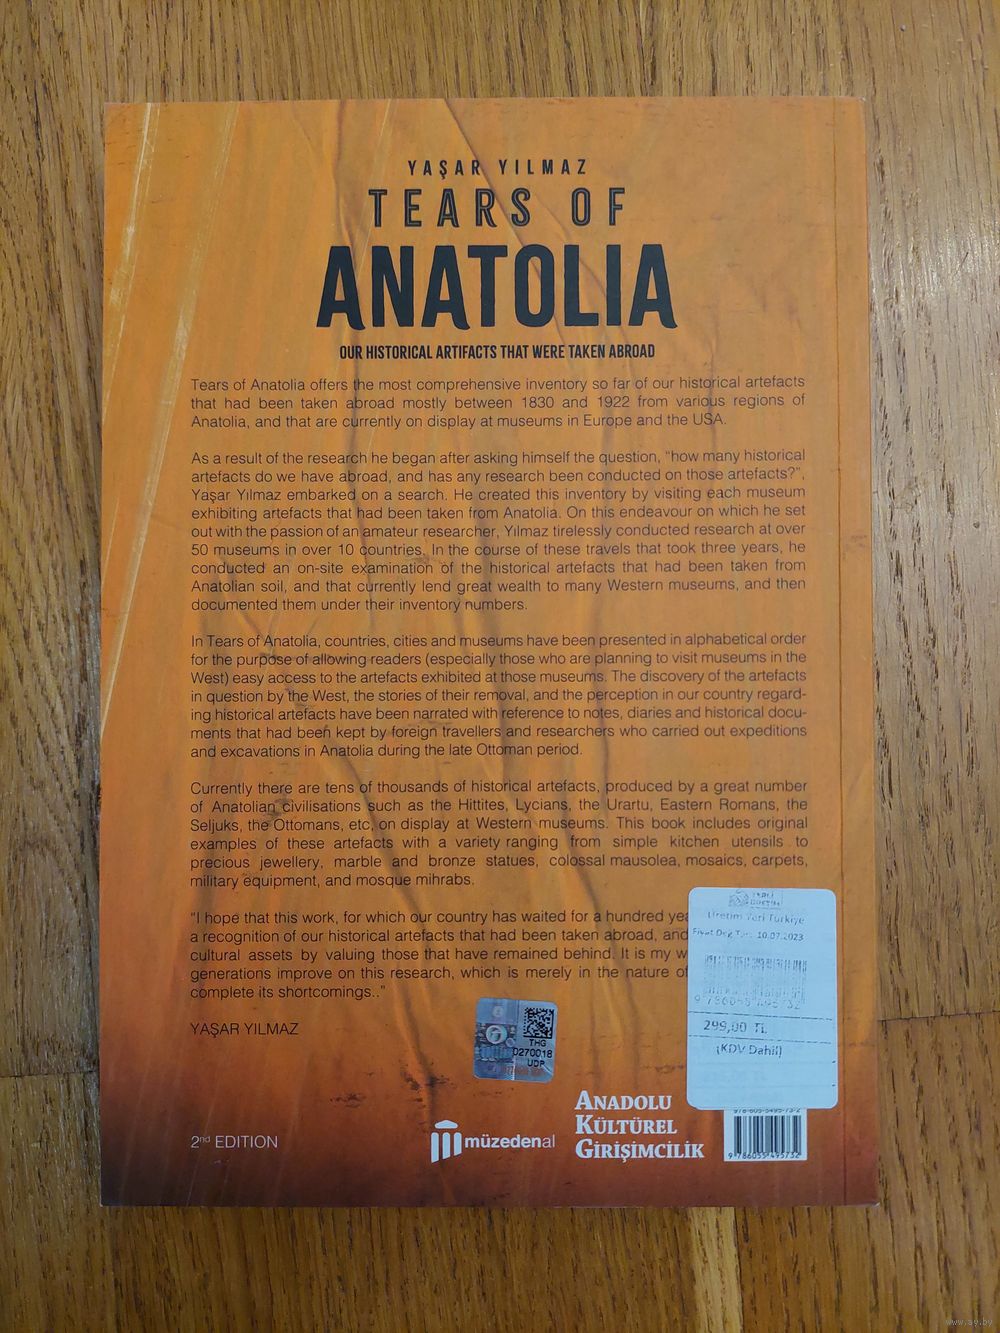 YAŞAR YILMAZ
TEARS OF
ANATOLIA
OUR HISTORICAL ARTIFACTS THAT WERE TAKEN ABROAD
Tears of Anatolia offers the most comprehensive inventory so far of our historical artefacts
that had been taken abroad mostly between 1830 and 1922 from various regions of
Anatolia, and that are currently on display at museums in Europe and the USA.
As a result of the research he began after asking himself the question, "how many historical
artefacts do we have abroad, and has any research been conducted on those artefacts?",
Yaşar Yılmaz embarked on a search. He created this inventory by visiting each museum
exhibiting artefacts that had been taken from Anatolia. On this endeavour on which he set
out with the passion of an amateur researcher, Yılmaz tirelessly conducted research at over
50 museums in over 10 countries. In the course of these travels that took three years, he
conducted an on-site examination of the historical artefacts that had been taken from
Anatolian soil, and that currently lend great wealth to many Western museums, and then
documented them under their inventory numbers.
In Tears of Anatolia, countries, cities and museums have been presented in alphabetical order
for the purpose of allowing readers (especially those who are planning to visit museums in the
West) easy access to the artefacts exhibited at those museums. The discovery of the artefacts
in question by the West, the stories of their removal, and the perception in our country regard-
ing historical artefacts have been narrated with reference to notes, diaries and historical docu-
ments that had been kept by foreign travellers and researchers who carried out expeditions
and excavations in Anatolia during the late Ottoman period.
Currently there are tens of thousands of historical artefacts, produced by a great number
of Anatolian civilisations such as the Hittites, Lycians, the Urartu, Eastern Romans, the
Seljuks, the Ottomans, etc, on display at Western museums. This book includes original
examples of these artefacts with a variety ranging from simple kitchen utensils to
precious jewellery, marble and bronze statues, colossal mausolea, mosaics, carpets,
military equipment, and mosque mihrabs.
"I hope that this work, for which our country has waited for a hundred yea
a recognition of our historical artefacts that had been taken abroad, and
cultural assets by valuing those that have remained behind. It is my w
generations improve on this research, which is merely in the nature of
complete its shortcomings.."
YAŞAR YILMAZ
Üretim Yeri Türkiye
Fiyat Değ. Tar.: 10.07.2023
299,00 TL
(KDV Dahil)
THG
0270018
UDP
2nd EDITION
müzedenal
ANADOLU
KÜLTÜREL
GİRİŞİMCİLİK
978-605-5495-73-2
9 786055 495732
www.ay.by